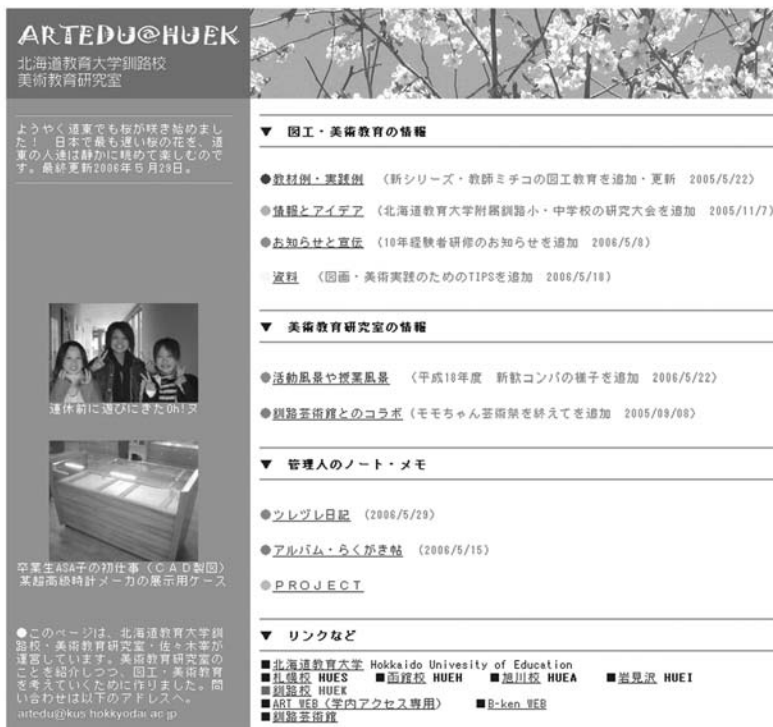 ARTEDU@HUEK
北海道教育大学釧路校
美術教育研究室
ようやく道東でも桜が咲き始めまし
た! 日本で最も遅い桜の花を、道
東の人達は静かに眺めて楽しむので
す。最終更新2006年5月29日。
連休前に遊びにきたOh!ヌ
卒業生ASA子の初仕事(CAD製図)
某超高級時計メーカの展示用ケース
●このページは、北海道教育大学釧
路校・美術教育研究室・佐々木宰が
運営しています。美術教育研究室の
ことを紹介しつつ、図工・美術教育
を考えていくために作りました。問
い合わせは以下のアドレスへ。
artedu@kus.hokkyodai.ac.jp
▼ 図工・美術教育の情報
●教材例・実践例 (新シリーズ・教師ミチコの図工教育を追加・更新 2005/5/22)
●情報とアイデア (北海道教育大学附属釧路小・中学校の研究大会を追加 2005/11/7)
●お知らせと宣伝 (10年経験者研修のお知らせを追加 2006/5/8)
資料 (図画・美術実践のためのTIPSを追加 2006/5/18)
▼ 美術教育研究室の情報
●活動風景や授業風景 (平成18年度 新歓コンパの様子を追加 2006/5/22)
●釧路芸術館とのコラボ (モモちゃん芸術祭を終えてを追加 2005/09/08)
▼ 管理人のノート・メモ
●ツレヅレ日記 (2006/5/29)
●アルバム・らくがき帖 (2006/5/15)
●PROJECT
▼ リンクなど
■北海道教育大学 Hokkaido Univesity of Education
■札幌校 HUES ■函館校 HUEH ■旭川校 HUEA ■岩見沢 HUEI
■釧路校 HUEK
■ART WEB(学内アクセス専用) ■B-ken WEB
■釧路芸術館